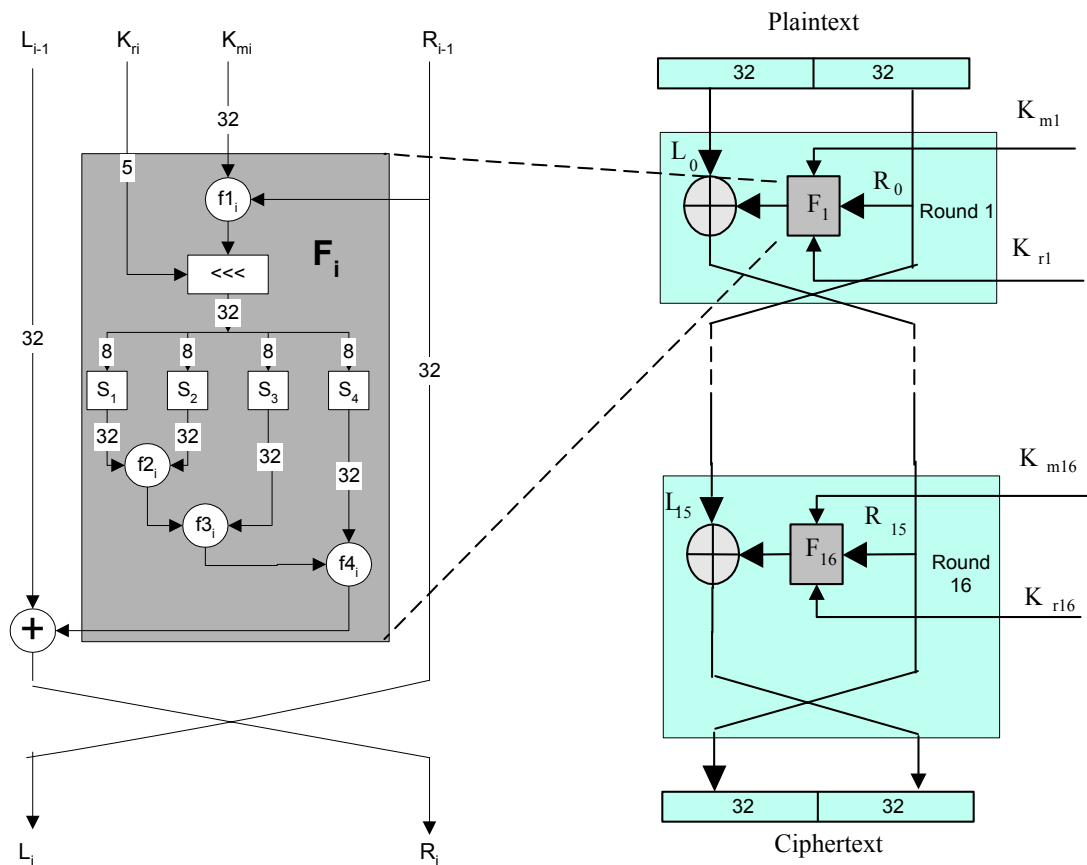 L_{i-1} K_{ri} K_{mi} R_{i-1}
32
5
f1_i
F_i
<<<
32
32
32
8 8 8 8
S_1 S_2 S_3 S_4
32 32 32 32
f2_i
f3_i
f4_i
+
L_i R_i
Plaintext
32 32
K_{m1}
L_0
F_1
R_0
Round 1
K_{r1}
K_{m16}
L_{15}
F_{16}
R_{15}
Round
16
K_{r16}
32 32
Ciphertext